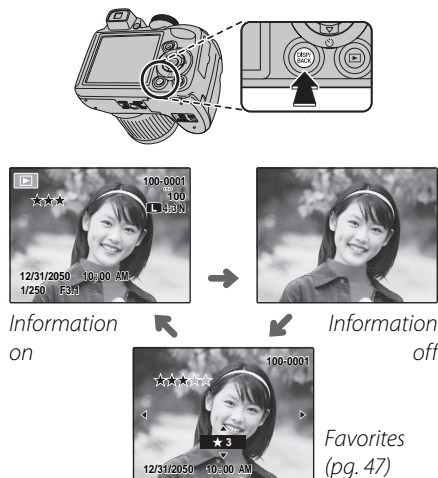 DISP/
BACK
100-0001
100
★★★
L 4:3 N
12/31/2050 10:00 AM
1/250 F3.1
Information
on
Information
off
100-0001
★★★☆☆
★ 3
12/31/2050 10:00 AM
Favorites
(pg. 47)